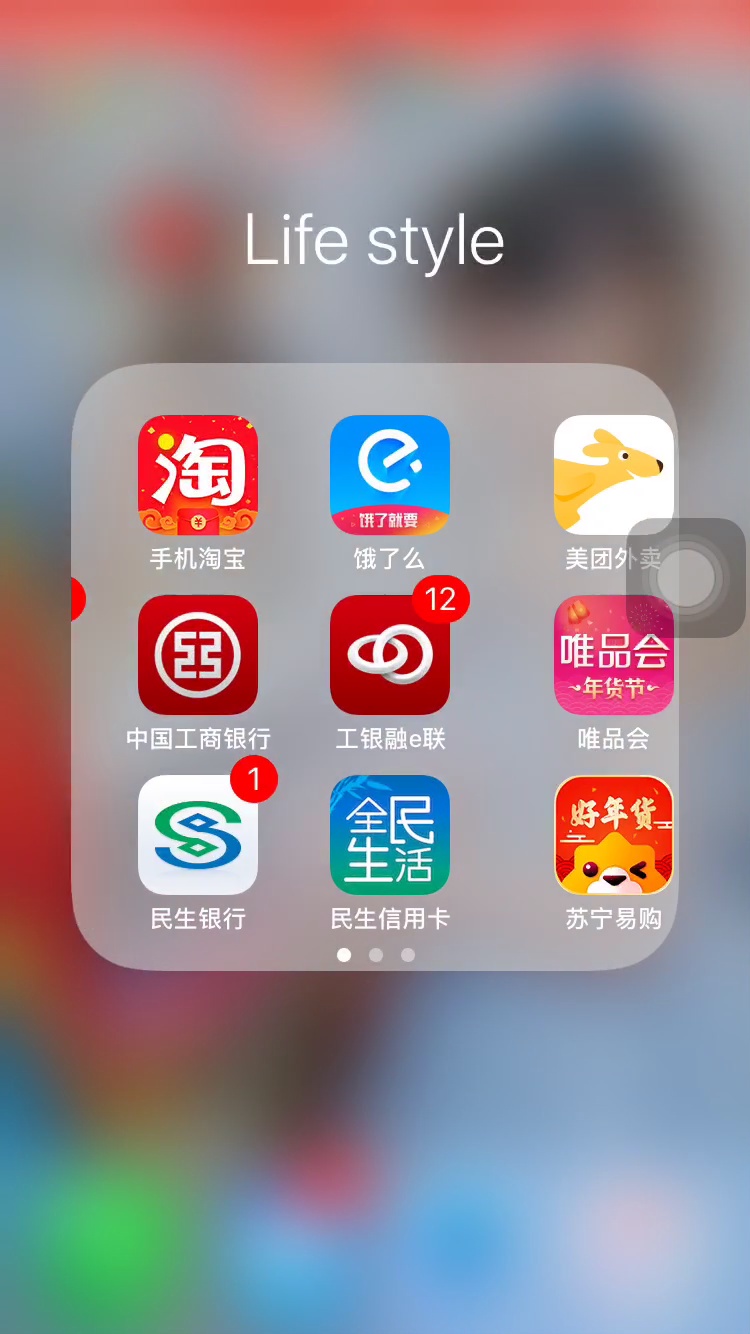 Life style
淘
饿了就要
手机淘宝
饿了么
美团外卖
12
唯品会
年货节
中国工商银行
工银融e联
唯品会
1
全民
生活
好年货
民生银行
民生信用卡
苏宁易购